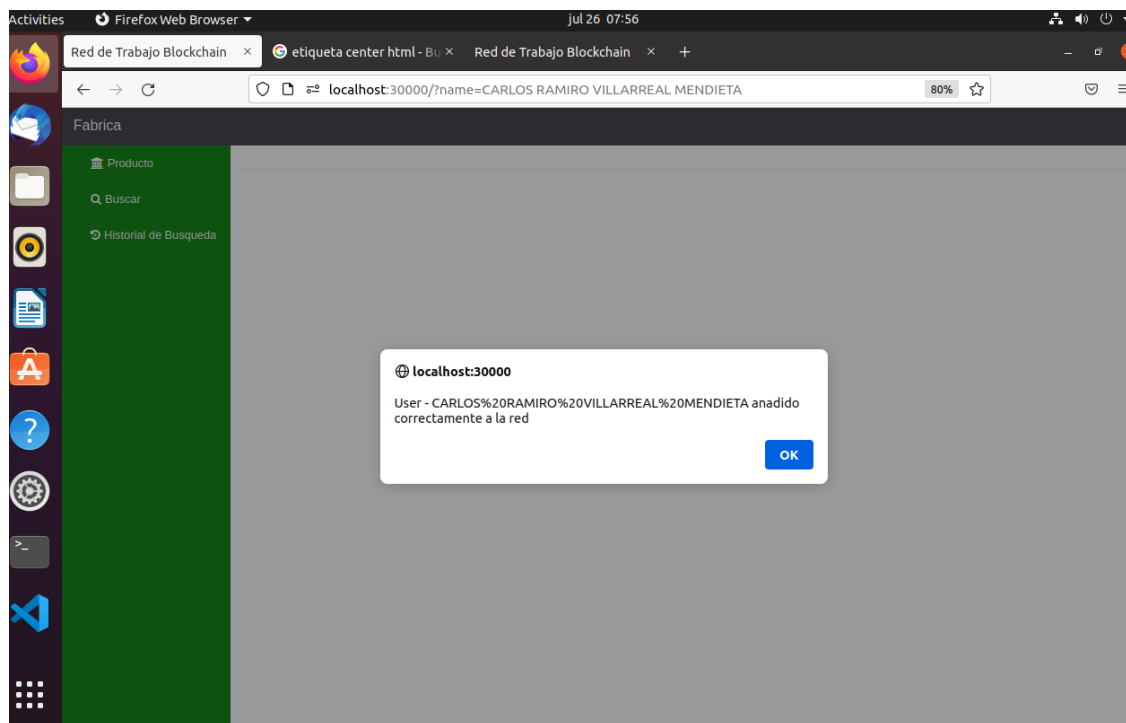 Activities Firefox Web Browser jul 26 07:56
Red de Trabajo Blockchain etiqueta center html - Bu Red de Trabajo Blockchain
localhost:30000/?name=CARLOS RAMIRO VILLARREAL MENDIETA 80%
Fabrica
Producto
Buscar
Historial de Busqueda
localhost:30000
User - CARLOS%20RAMIRO%20VILLARREAL%20MENDIETA anadido
correctamente a la red
OK